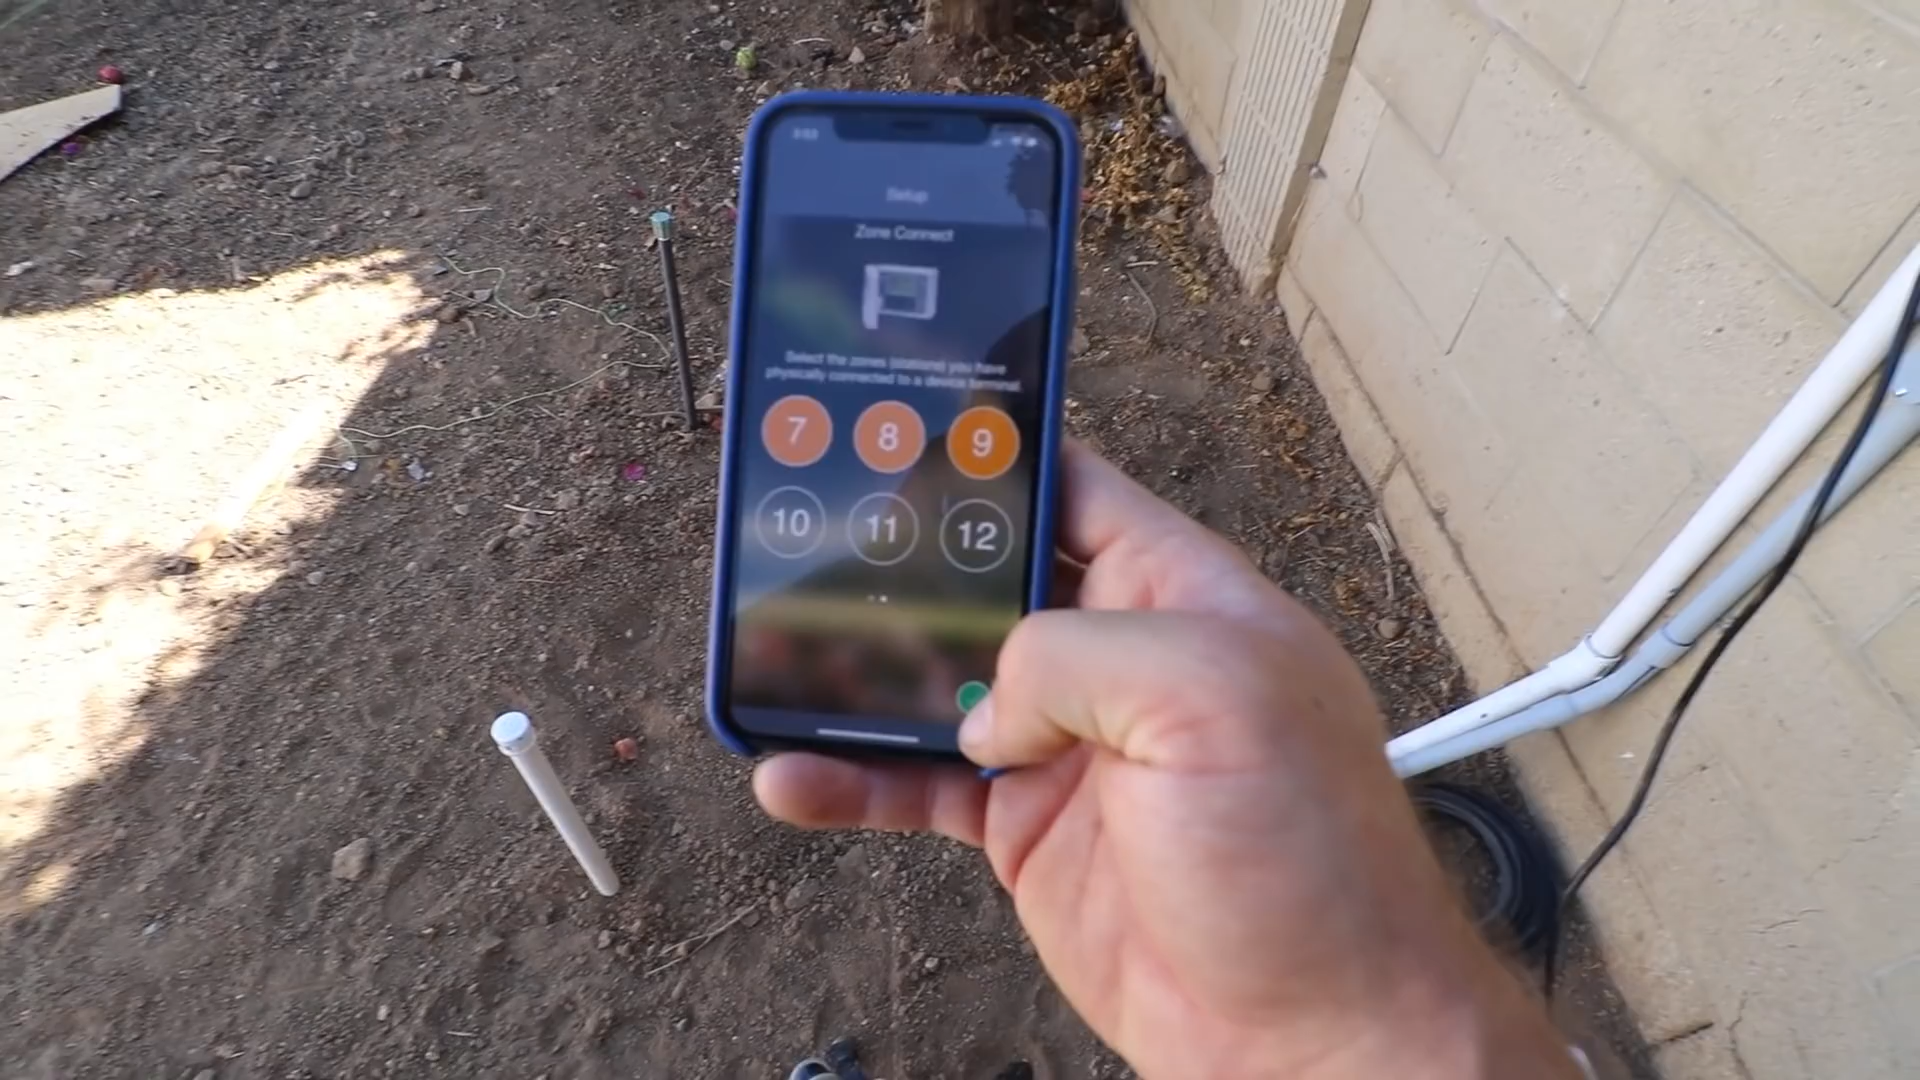 Setup
Zone Connect
Select the zones (stations) you have
physically connected to a device terminal.
7 8 9
10 11 12